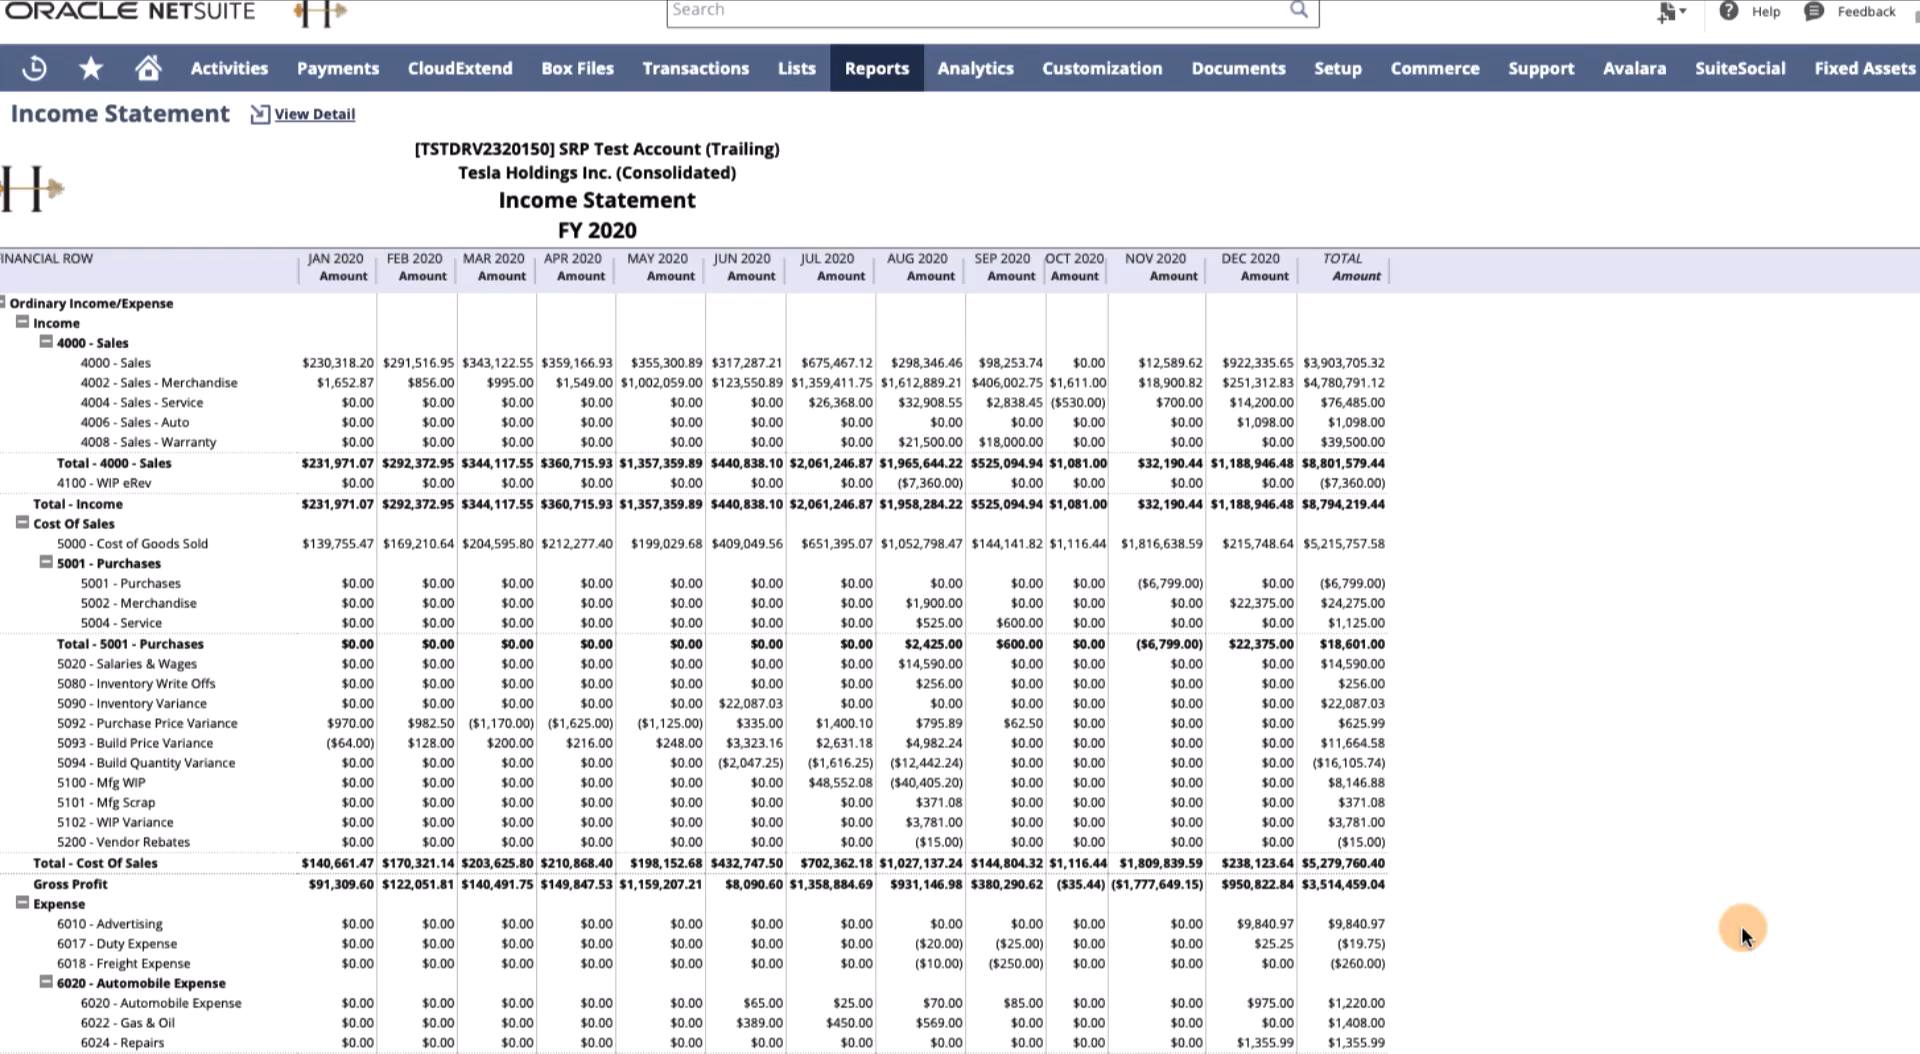 ORACLE NETSUITE
H
Search
Help
Feedback
Activities Payments CloudExtend Box Files Transactions Lists Reports Analytics Customization Documents Setup Commerce Support Avalara SuiteSocial Fixed Assets
Income Statement View Detail
H
[TSTDRV2320150] SRP Test Account (Trailing)
Tesla Holdings Inc. (Consolidated)
Income Statement
FY 2020
INANCIAL ROW JAN 2020 FEB 2020 MAR 2020 APR 2020 MAY 2020 JUN 2020 JUL 2020 AUG 2020 SEP 2020 OCT 2020 NOV 2020 DEC 2020 TOTAL
Amount Amount Amount Amount Amount Amount Amount Amount Amount Amount Amount Amount Amount
Ordinary Income/Expense
Income
4000 - Sales
4000 - Sales $230,318.20 $291,516.95 $343,122.55 $359,166.93 $355,300.89 $317,287.21 $675,467.12 $298,346.46 $98,253.74 $0.00 $12,589.62 $922,335.65 $3,903,705.32
4002 - Sales - Merchandise $1,652.87 $856.00 $995.00 $1,549.00 $1,002,059.00 $123,550.89 $1,359,411.75 $1,612,889.21 $406,002.75 $1,611.00 $18,900.82 $251,312.83 $4,780,791.12
4004 - Sales - Service $0.00 $0.00 $0.00 $0.00 $0.00 $0.00 $26,368.00 $32,908.55 $2,838.45 ($530.00) $700.00 $14,200.00 $76,485.00
4006 - Sales - Auto $0.00 $0.00 $0.00 $0.00 $0.00 $0.00 $0.00 $0.00 $0.00 $0.00 $0.00 $1,098.00 $1,098.00
4008 - Sales - Warranty $0.00 $0.00 $0.00 $0.00 $0.00 $0.00 $0.00 $21,500.00 $18,000.00 $0.00 $0.00 $0.00 $39,500.00
Total - 4000 - Sales $231,971.07 $292,372.95 $344,117.55 $360,715.93 $1,357,359.89 $440,838.10 $2,061,246.87 $1,965,644.22 $525,094.94 $1,081.00 $32,190.44 $1,188,946.48 $8,801,579.44
4100 - WIP eRev $0.00 $0.00 $0.00 $0.00 $0.00 $0.00 $0.00 ($7,360.00) $0.00 $0.00 $0.00 $0.00 ($7,360.00)
Total - Income $231,971.07 $292,372.95 $344,117.55 $360,715.93 $1,357,359.89 $440,838.10 $2,061,246.87 $1,958,284.22 $525,094.94 $1,081.00 $32,190.44 $1,188,946.48 $8,794,219.44
Cost Of Sales
5000 - Cost of Goods Sold $139,755.47 $169,210.64 $204,595.80 $212,277.40 $199,029.68 $409,049.56 $651,395.07 $1,052,798.47 $144,141.82 $1,116.44 $1,816,638.59 $215,748.64 $5,215,757.58
5001 - Purchases
5001 - Purchases $0.00 $0.00 $0.00 $0.00 $0.00 $0.00 $0.00 $0.00 $0.00 $0.00 ($6,799.00) $0.00 ($6,799.00)
5002 - Merchandise $0.00 $0.00 $0.00 $0.00 $0.00 $0.00 $0.00 $1,900.00 $0.00 $0.00 $0.00 $22,375.00 $24,275.00
5004 - Service $0.00 $0.00 $0.00 $0.00 $0.00 $0.00 $0.00 $525.00 $600.00 $0.00 $0.00 $0.00 $1,125.00
Total - 5001 - Purchases $0.00 $0.00 $0.00 $0.00 $0.00 $0.00 $0.00 $2,425.00 $600.00 $0.00 ($6,799.00) $22,375.00 $18,601.00
5020 - Salaries & Wages $0.00 $0.00 $0.00 $0.00 $0.00 $0.00 $0.00 $14,590.00 $0.00 $0.00 $0.00 $0.00 $14,590.00
5080 - Inventory Write Offs $0.00 $0.00 $0.00 $0.00 $0.00 $0.00 $0.00 $256.00 $0.00 $0.00 $0.00 $0.00 $256.00
5090 - Inventory Variance $0.00 $0.00 $0.00 $0.00 $0.00 $22,087.03 $0.00 $0.00 $0.00 $0.00 $0.00 $0.00 $22,087.03
5092 - Purchase Price Variance $970.00 $982.50 ($1,170.00) ($1,625.00) ($1,125.00) $335.00 $1,400.10 $795.89 $62.50 $0.00 $0.00 $0.00 $625.99
5093 - Build Price Variance ($64.00) $128.00 $200.00 $216.00 $248.00 $3,323.16 $2,631.18 $4,982.24 $0.00 $0.00 $0.00 $0.00 $11,664.58
5094 - Build Quantity Variance $0.00 $0.00 $0.00 $0.00 $0.00 ($2,047.25) ($1,616.25) ($12,442.24) $0.00 $0.00 $0.00 $0.00 ($16,105.74)
5100 - Mfg WIP $0.00 $0.00 $0.00 $0.00 $0.00 $0.00 $48,552.08 ($40,405.20) $0.00 $0.00 $0.00 $0.00 $8,146.88
5101 - Mfg Scrap $0.00 $0.00 $0.00 $0.00 $0.00 $0.00 $0.00 $371.08 $0.00 $0.00 $0.00 $0.00 $371.08
5102 - WIP Variance $0.00 $0.00 $0.00 $0.00 $0.00 $0.00 $0.00 $3,781.00 $0.00 $0.00 $0.00 $0.00 $3,781.00
5200 - Vendor Rebates $0.00 $0.00 $0.00 $0.00 $0.00 $0.00 $0.00 ($15.00) $0.00 $0.00 $0.00 $0.00 ($15.00)
Total - Cost Of Sales $140,661.47 $170,321.14 $203,625.80 $210,868.40 $198,152.68 $432,747.50 $702,362.18 $1,027,137.24 $144,804.32 $1,116.44 $1,809,839.59 $238,123.64 $5,279,760.40
Gross Profit $91,309.60 $122,051.81 $140,491.75 $149,847.53 $1,159,207.21 $8,090.60 $1,358,884.69 $931,146.98 $380,290.62 ($35.44) ($1,777,649.15) $950,822.84 $3,514,459.04
Expense
6010 - Advertising $0.00 $0.00 $0.00 $0.00 $0.00 $0.00 $0.00 $0.00 $0.00 $0.00 $0.00 $9,840.97 $9,840.97
6017 - Duty Expense $0.00 $0.00 $0.00 $0.00 $0.00 $0.00 $0.00 ($20.00) ($25.00) $0.00 $0.00 $25.25 ($19.75)
6018 - Freight Expense $0.00 $0.00 $0.00 $0.00 $0.00 $0.00 $0.00 ($10.00) ($250.00) $0.00 $0.00 $0.00 ($260.00)
6020 - Automobile Expense
6020 - Automobile Expense $0.00 $0.00 $0.00 $0.00 $0.00 $65.00 $25.00 $70.00 $85.00 $0.00 $0.00 $975.00 $1,220.00
6022 - Gas & Oil $0.00 $0.00 $0.00 $0.00 $0.00 $389.00 $450.00 $569.00 $0.00 $0.00 $0.00 $0.00 $1,408.00
6024 - Repairs $0.00 $0.00 $0.00 $0.00 $0.00 $0.00 $0.00 $0.00 $0.00 $0.00 $0.00 $1,355.99 $1,355.99